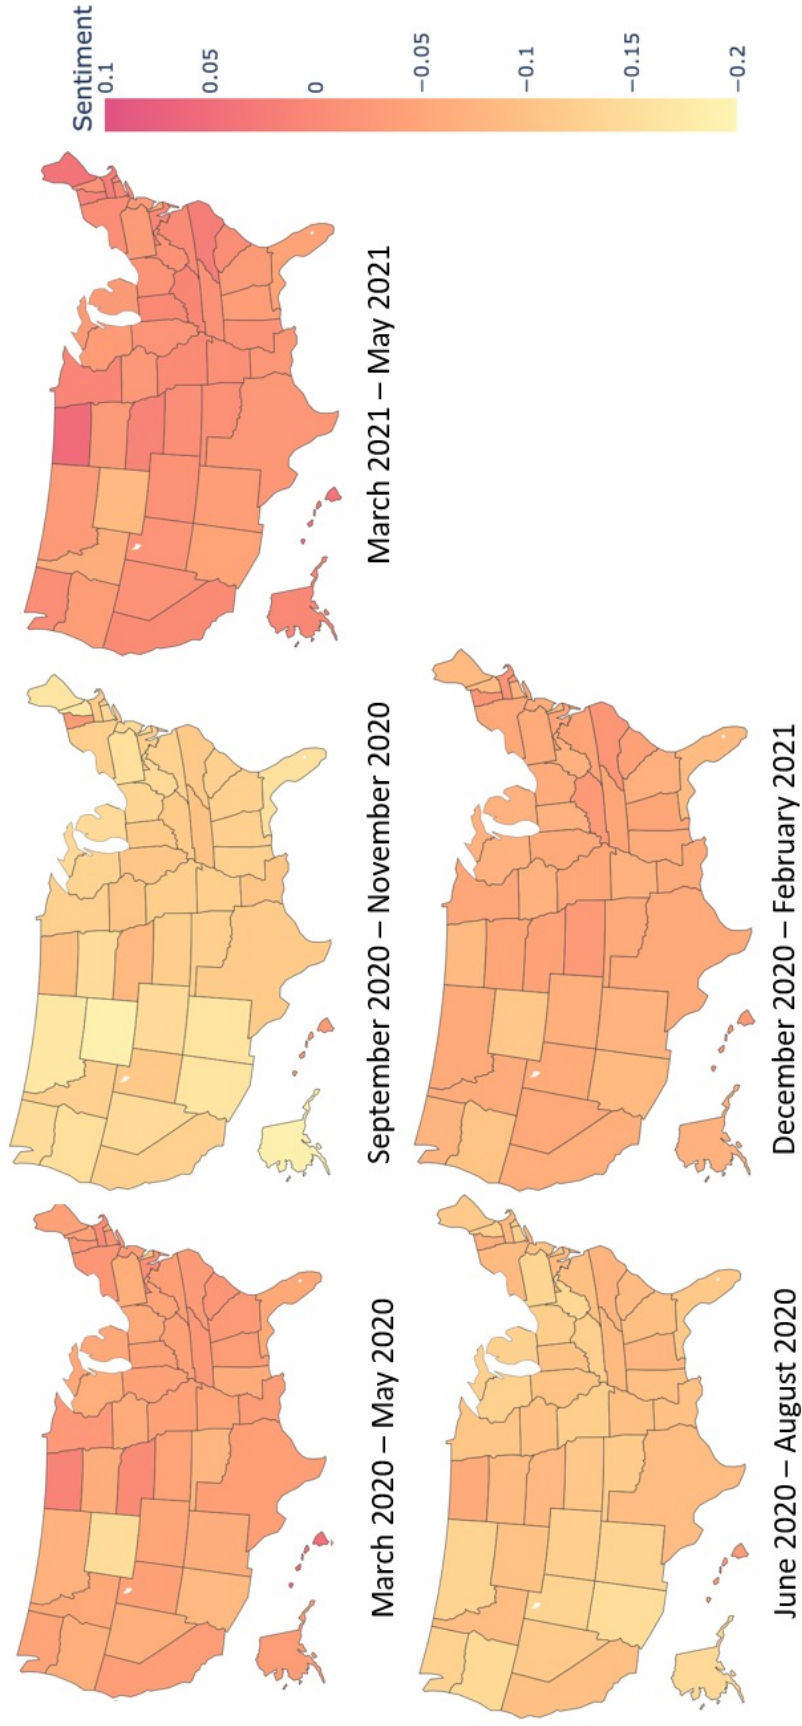 March 2020 – May 2020
September 2020 – November 2020
March 2021 – May 2021
June 2020 – August 2020
December 2020 – February 2021
Sentiment
0.1
0.05
0
−0.05
−0.1
−0.15
−0.2